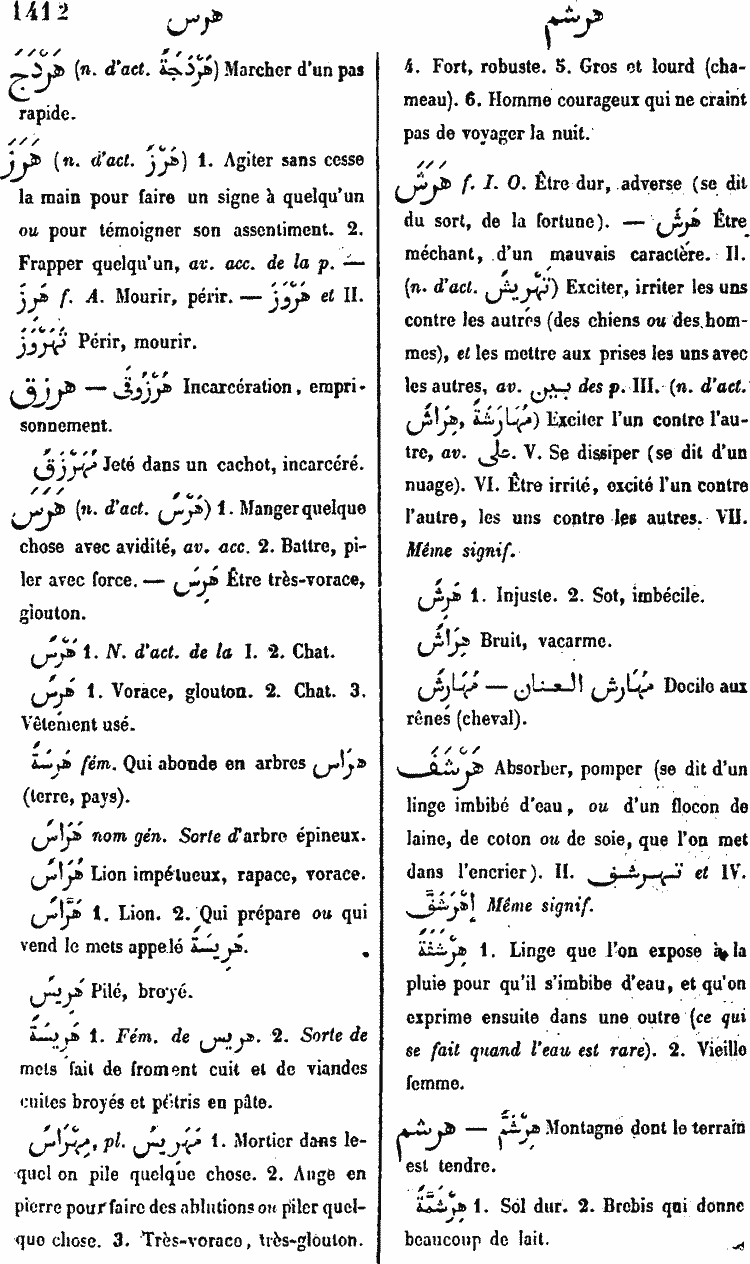 1412
هرس
هرشم
هَرْدَجَ (n. d'act. هَرْدَجَةٌ) Marcher d'un pas
rapide.
هَرَزَ (n. d'act. هَرْزٌ) 1. Agiter sans cesse
la main pour faire un signe à quelqu'un
ou pour témoigner son assentiment. 2.
Frapper quelqu'un, av. acc. de la p. —
هَرِزَ f. A. Mourir, périr. — هَرْوَزَ et II.
تَهَرْوَزَ Périr, mourir.
هرزق — هُرْزُوقَى Incarcération, empri-
sonnement.
مُهَرْزَقٌ Jeté dans un cachot, incarcéré.
هَرَسَ (n. d'act. هَرْسٌ) 1. Manger quelque
chose avec avidité, av. acc. 2. Battre, pi-
ler avec force. — هَرِسَ Être très-vorace,
glouton.
هَرْسٌ 1. N. d'act. de la I. 2. Chat.
هَرِسٌ 1. Vorace, glouton. 2. Chat. 3.
Vêtement usé.
هَرِسَةٌ fém. Qui abonde en arbres هراس
(terre, pays).
هَرَاسٌ nom gén. Sorte d'arbre épineux.
هُرَاسٌ Lion impétueux, rapace, vorace.
هَرَّاسٌ 1. Lion. 2. Qui prépare ou qui
vend le mets appelé هَرِيسَةٌ.
هَرِيسٌ Pilé, broyé.
هَرِيسَةٌ 1. Fém. de هريس. 2. Sorte de
mets fait de froment cuit et de viandes
cuites broyés et pétris en pâte.
مِهْرَاسٌ, pl. مَهَرِيسُ 1. Mortier dans le-
quel on pile quelque chose. 2. Auge en
pierre pour faire des ablutions ou piler quel-
que chose. 3. Très-vorace, très-glouton.
4. Fort, robuste. 5. Gros et lourd (cha-
meau). 6. Homme courageux qui ne craint
pas de voyager la nuit.
هَرَشَ f. I. O. Être dur, adverse (se dit
du sort, de la fortune). — هَرِشَ Être
méchant, d'un mauvais caractère. II.
(n. d'act. تَهْرِيشٌ) Exciter, irriter les uns
contre les autres (des chiens ou des hom-
mes), et les mettre aux prises les uns avec
les autres, av. بين des p. III. (n. d'act.
مُهَارَشَةٌ, هِرَاشٌ) Exciter l'un contre l'au-
tre, av. على. V. Se dissiper (se dit d'un
nuage). VI. Être irrité, excité l'un contre
l'autre, les uns contre les autres. VII.
Même signif.
هَرِشٌ 1. Injuste. 2. Sot, imbécile.
هِرَاشٌ Bruit, vacarme.
مُهَارِشٌ — مُهَارِش العنان Docile aux
rênes (cheval).
هَرْشَفَ Absorber, pomper (se dit d'un
linge imbibé d'eau, ou d'un flocon de
laine, de coton ou de soie, que l'on met
dans l'encrier). II. تهرشف et IV.
إِهْرَشَفَّ Même signif.
هِرْشَفَّةٌ 1. Linge que l'on expose à la
pluie pour qu'il s'imbibe d'eau, et qu'on
exprime ensuite dans une outre (ce qui
se fait quand l'eau est rare). 2. Vieille
femme.
هرشم — هِرْشَمٌّ Montagne dont le terrain
est tendre.
هِرْشَمَّةٌ 1. Sol dur. 2. Brebis qui donne
beaucoup de lait.